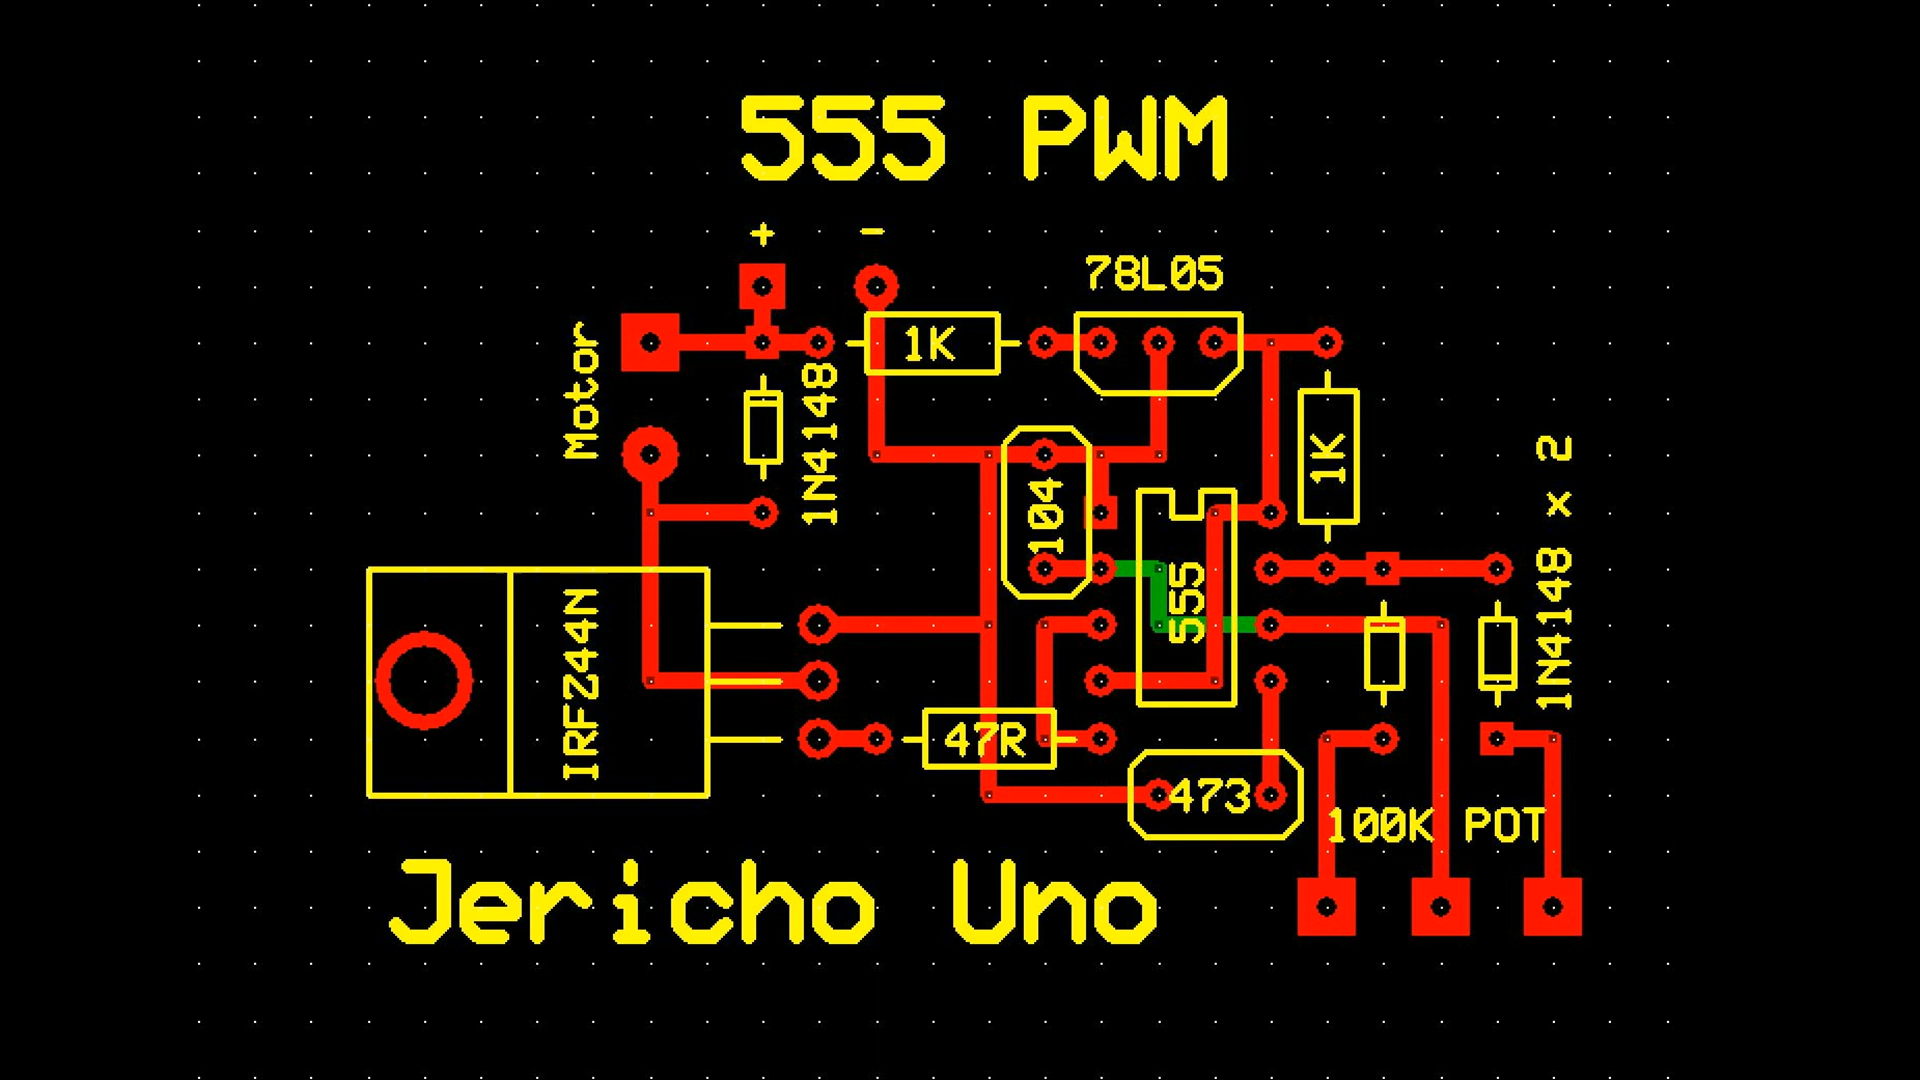 555 PWM
+ -
78L05
1K
Motor
1N4148
1K
104
1N4148 x 2
555
IRFZ44N
47R
473
100K POT
Jericho Uno